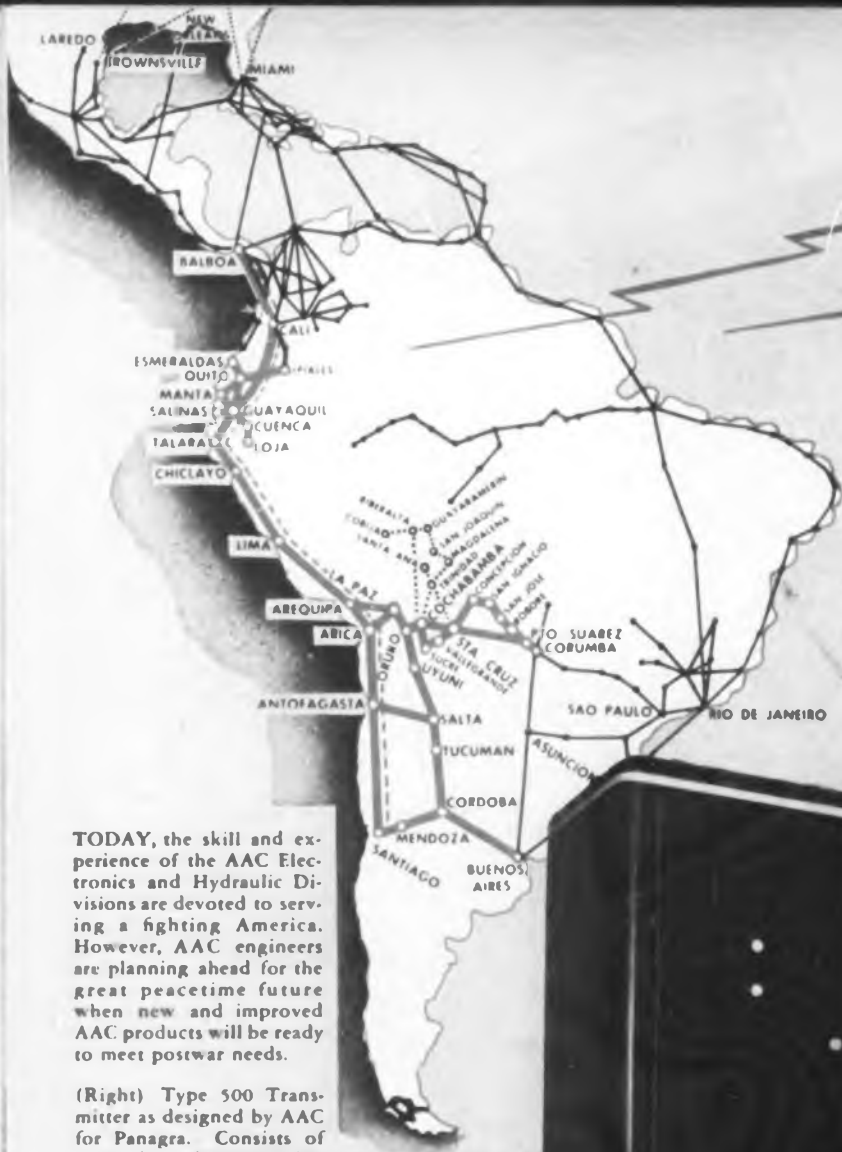 NEW
ORLEANS
LAREDO
BROWNSVILLE
MIAMI
BALBOA
CALI
ESMERALDAS
IPIALES
QUITO
MANTA
SALINAS
GUAYAQUIL
CUENCA
TALARA
LOJA
CHICLAYO
RIBERALTA
GUAYARAMERIN
COBIJA
SAN JOAQUIN
SANTA ANA
MAGDALENA
TRINIDAD
LIMA
COCHABAMBA
CONCEPCION
SAN IGNACIO
LA PAZ
SAN JOSE
ROBORE
AREQUIPA
ARICA
PTO SUAREZ
CORUMBA
ORURO
STA. CRUZ
VALLEGRANDE
SUCRE
UYUNI
ANTOFAGASTA
SALTA
SAO PAULO
RIO DE JANEIRO
TUCUMAN
ASUNCION
CORDOBA
MENDOZA
SANTIAGO
BUENOS
AIRES
TODAY, the skill and ex-
perience of the AAC Elec-
tronics and Hydraulic Di-
visions are devoted to serv-
ing a fighting America.
However, AAC engineers
are planning ahead for the
great peacetime future
when new and improved
AAC products will be ready
to meet postwar needs.
(Right) Type 500 Trans-
mitter as designed by AAC
for Panagra. Consists of